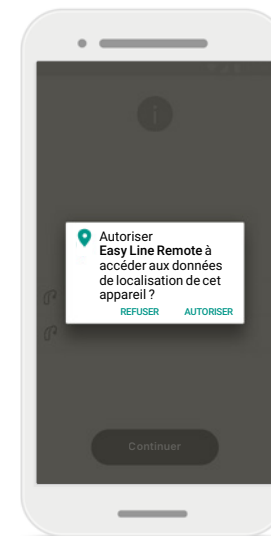 Autoriser
Easy Line Remote à
accéder aux données
de localisation de cet
appareil ?
REFUSER AUTORISER
Continuer